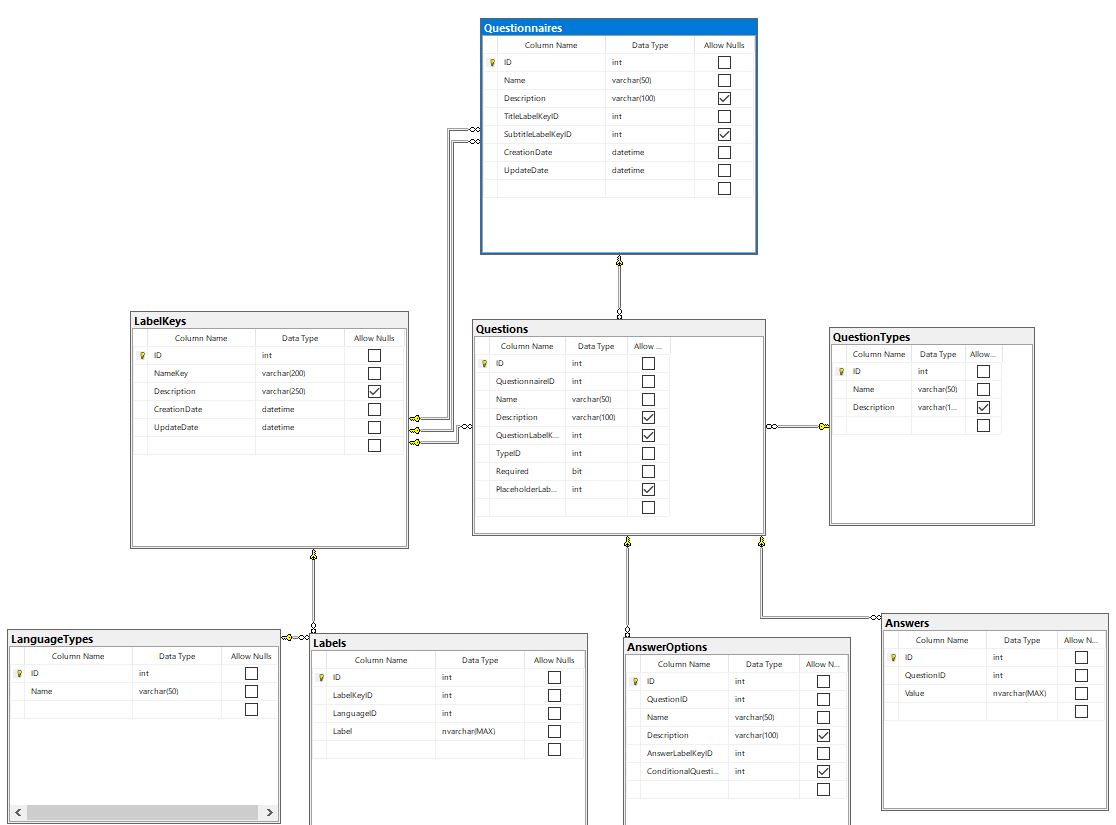 Questionnaires
Column Name Data Type Allow Nulls
ID int
Name varchar(50)
Description varchar(100)
TitleLabelKeyID int
SubtitleLabelKeyID int
CreationDate datetime
UpdateDate datetime
LabelKeys
Column Name Data Type Allow Nulls
ID int
NameKey varchar(200)
Description varchar(250)
CreationDate datetime
UpdateDate datetime
Questions
Column Name Data Type Allow ...
ID int
QuestionnaireID int
Name varchar(50)
Description varchar(100)
QuestionLabelK... int
TypeID int
Required bit
PlaceholderLab... int
QuestionTypes
Column Name Data Type Allow...
ID int
Name varchar(50)
Description varchar(1...
LanguageTypes
Column Name Data Type Allow Nulls
ID int
Name varchar(50)
Labels
Column Name Data Type Allow Nulls
ID int
LabelKeyID int
LanguageID int
Label nvarchar(MAX)
AnswerOptions
Column Name Data Type Allow N...
ID int
QuestionID int
Name varchar(50)
Description varchar(100)
AnswerLabelKeyID int
ConditionalQuesti... int
Answers
Column Name Data Type Allow N...
ID int
QuestionID int
Value nvarchar(MAX)